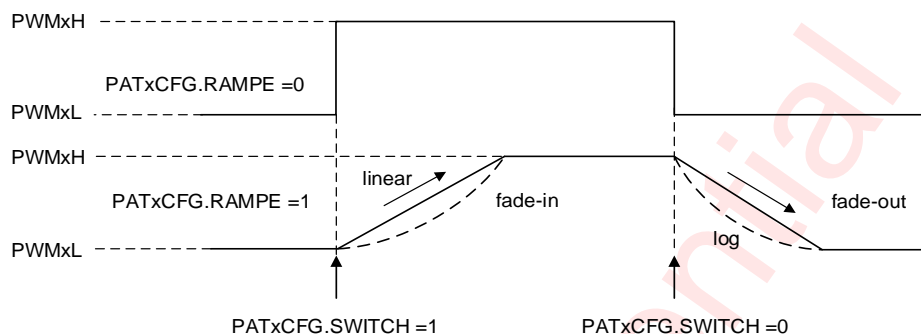 PWMxH
PATxCFG.RAMPE =0
PWMxL
PWMxH
linear
fade-in
fade-out
PATxCFG.RAMPE =1
log
PWMxL
PATxCFG.SWITCH =1
PATxCFG.SWITCH =0
ential